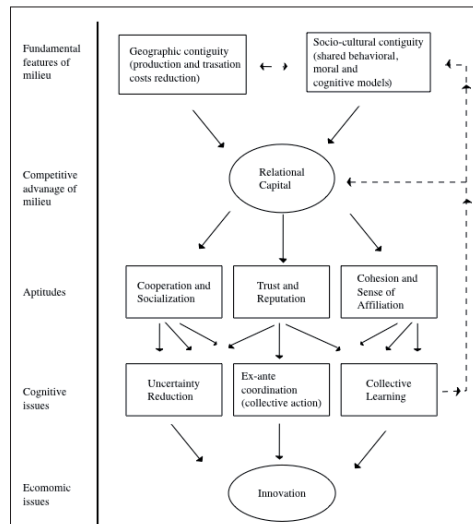 Fundamental
features of
milieu
Geographic contiguity
(production and trasation
costs reduction)
Socio-cultural contiguity
(shared behavioral,
moral and
cognitive models)
Competitive
advanage of
milieu
Relational
Capital
Aptitudes
Cooperation and
Socialization
Trust and
Reputation
Cohesion and
Sense of
Affiliation
Cognitive
issues
Uncertainty
Reduction
Ex-ante
coordination
(collective action)
Collective
Learning
Ecomomic
issues
Innovation